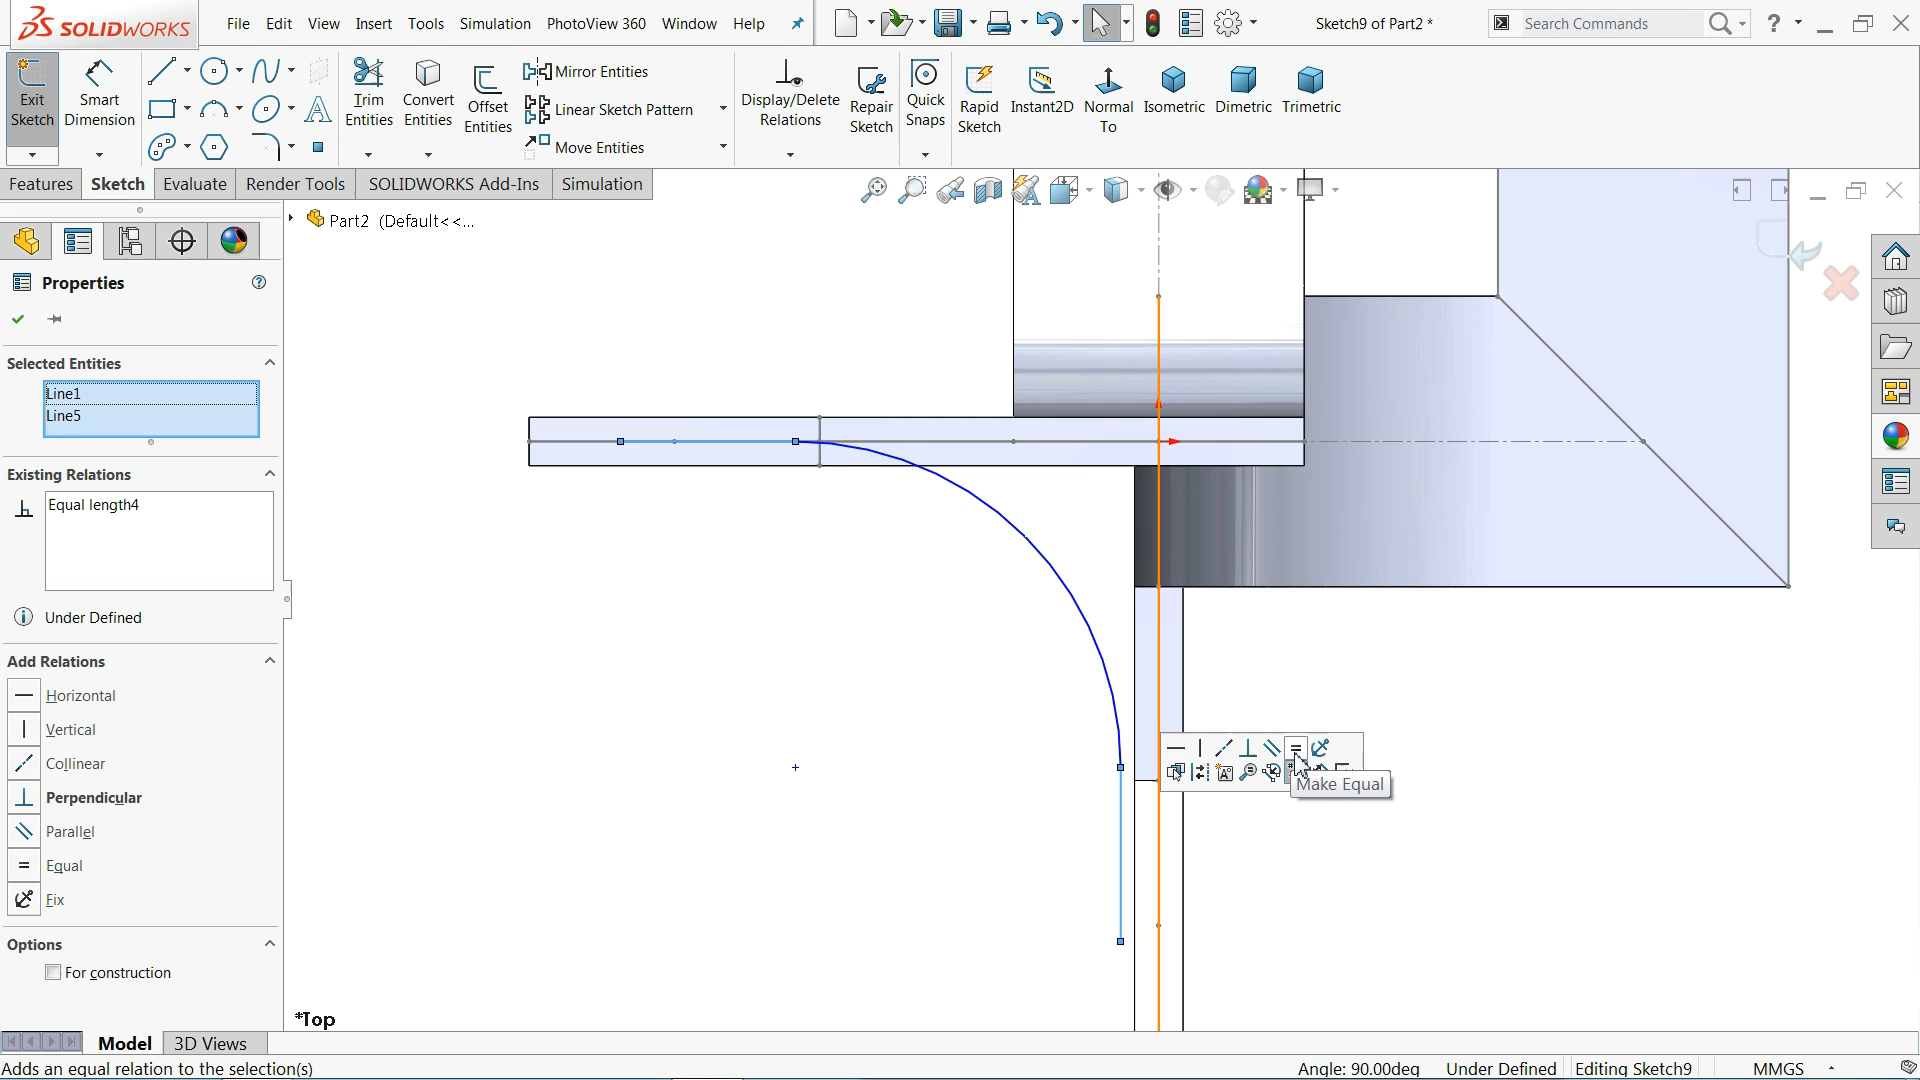 SOLIDWORKS
File Edit View Insert Tools Simulation PhotoView 360 Window Help
Sketch9 of Part2 *
Search Commands
Exit Sketch
Smart Dimension
Trim Entities
Convert Entities
Offset Entities
Mirror Entities
Linear Sketch Pattern
Move Entities
Display/Delete Relations
Repair Sketch
Quick Snaps
Rapid Sketch
Instant2D
Normal To
Isometric
Dimetric
Trimetric
Features Sketch Evaluate Render Tools SOLIDWORKS Add-Ins Simulation
Part2 (Default<<...
Properties
Selected Entities
Line1
Line5
Existing Relations
Equal length4
Under Defined
Add Relations
Horizontal
Vertical
Collinear
Perpendicular
Parallel
Equal
Fix
Options
For construction
Make Equal
*Top
Model 3D Views
Adds an equal relation to the selection(s)
Angle: 90.00deg Under Defined Editing Sketch9 MMGS